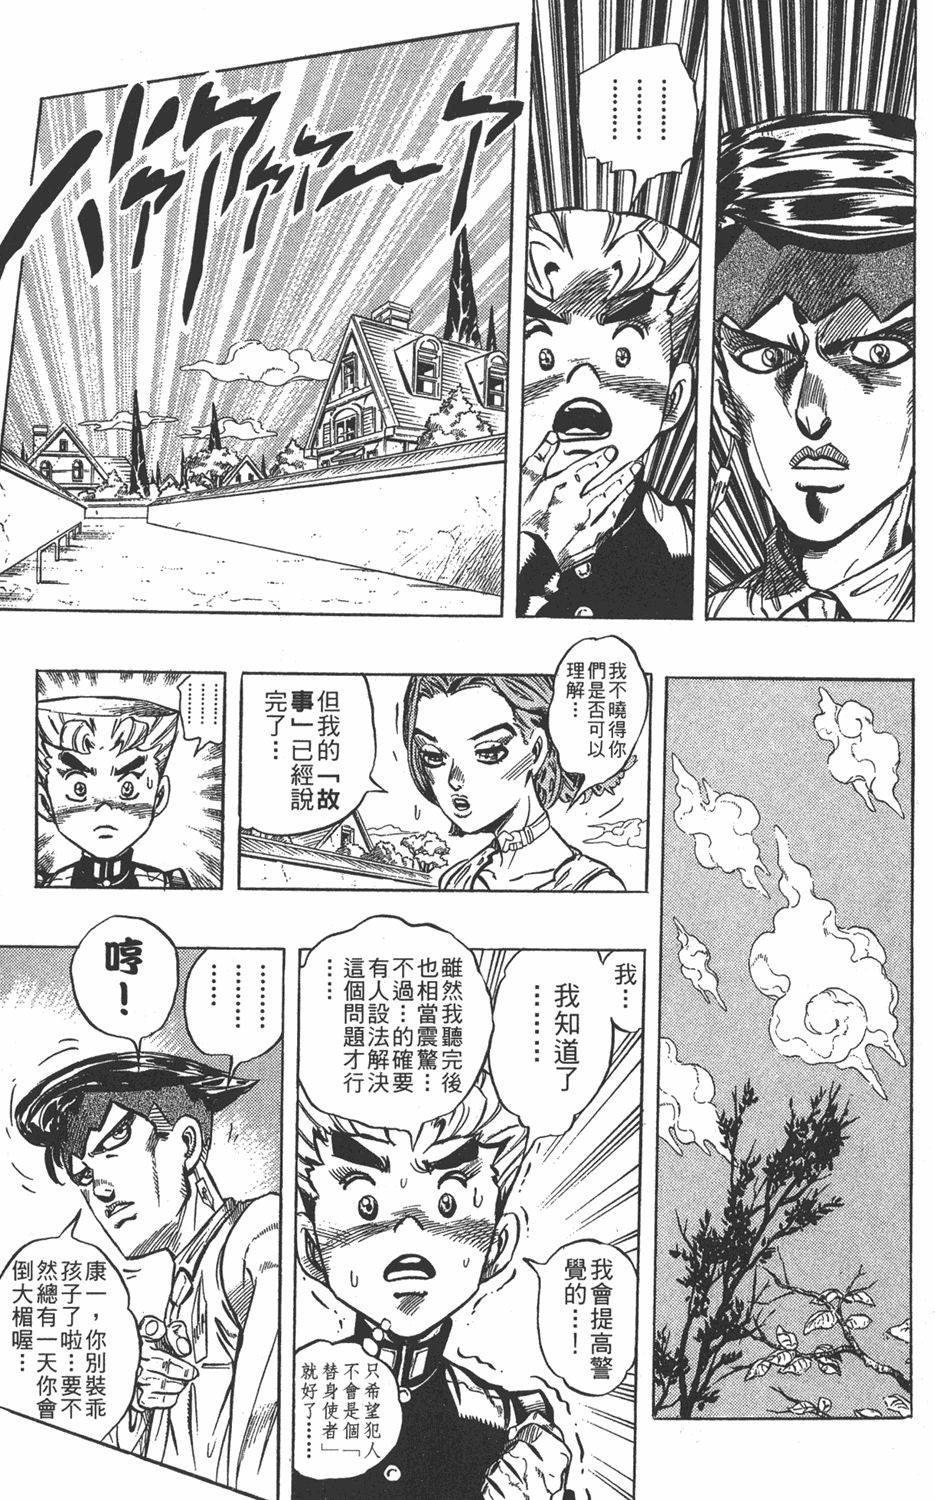 ………
………
バァァァーーァ
我不曉得你
們是否可以
理解…
但我的「故
事」已經說
完了…
………
………
我…
我知道了
………
雖然我聽完後
也相當震驚…
不過…的確要
有人設法解決
這個問題才行
……
我會提高警
覺的…！
只希望犯人
不會是個「
替身使者」
就好了……
………
………
哼！
康一，你別裝乖
孩子了啦…要不
然總有一天你會
倒大楣喔…